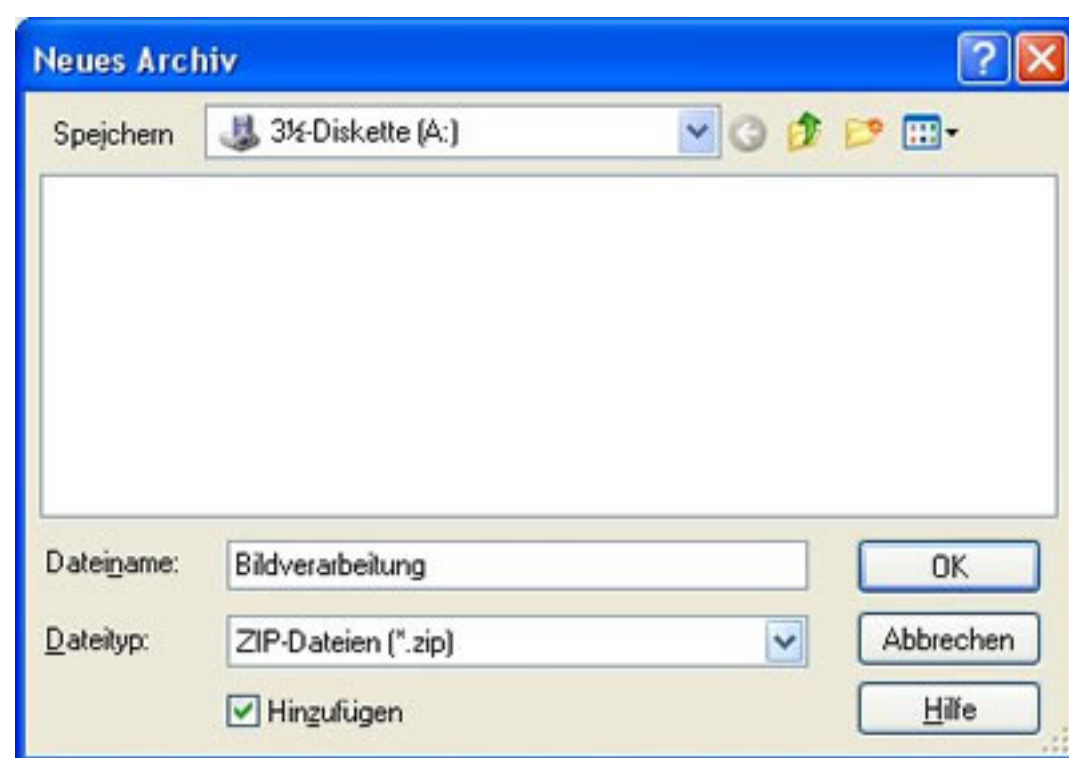 Neues Archiv
Speichern 3½-Diskette (A:)
Dateiname: Bildverarbeitung OK
Dateityp: ZIP-Dateien (*.zip) Abbrechen
Hinzufügen Hilfe